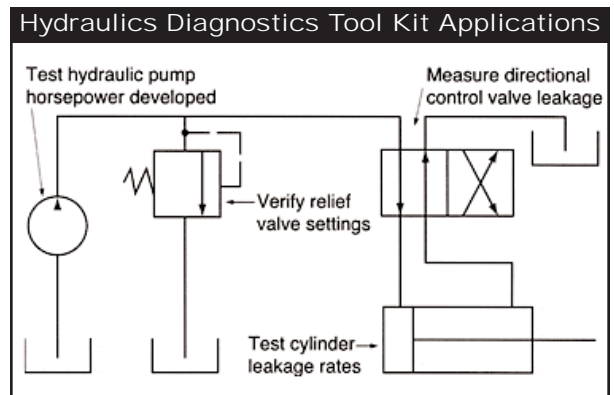 Hydraulics Diagnostics Tool Kit Applications
Test hydraulic pump
horsepower developed
Measure directional
control valve leakage
Verify relief
valve settings
Test cylinder
leakage rates